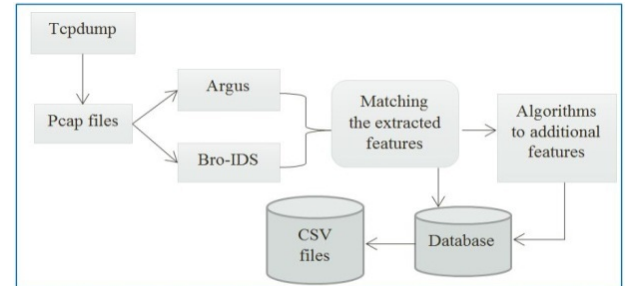 Tcpdump
Pcap files
Argus
Bro-IDS
Matching
the extracted
features
Algorithms
to additional
features
CSV
files
Database